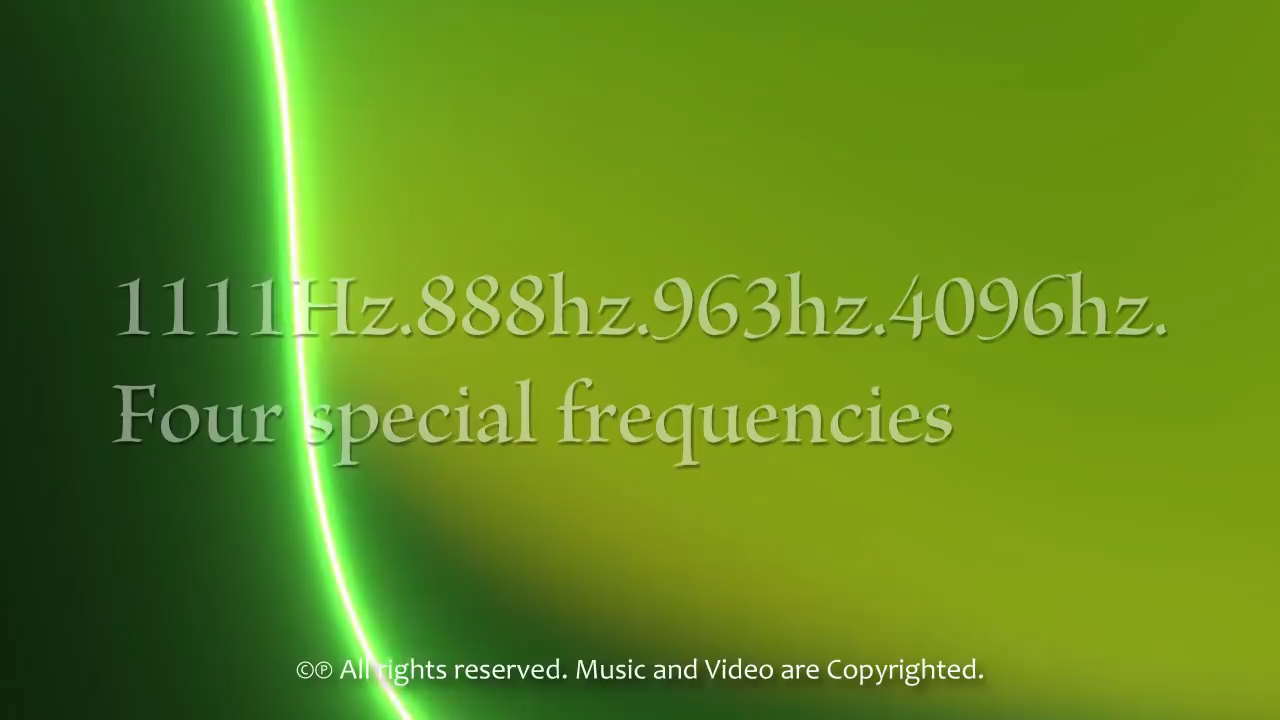 1111Hz.888hz.963hz.4096hz.
Four special frequencies
©℗ All rights reserved. Music and Video are Copyrighted.